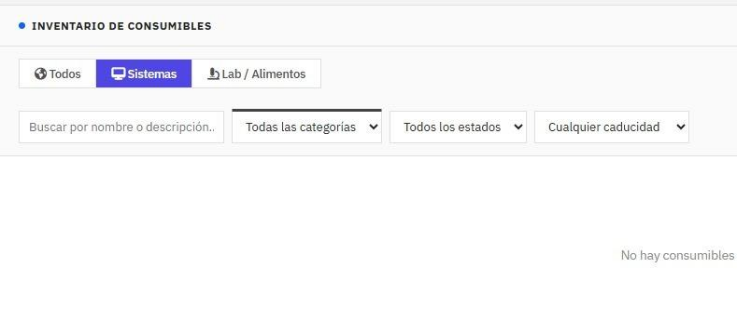 INVENTARIO DE CONSUMIBLES
Todos Sistemas Lab / Alimentos
Buscar por nombre o descripción.. Todas las categorías Todos los estados Cualquier caducidad
No hay consumibles